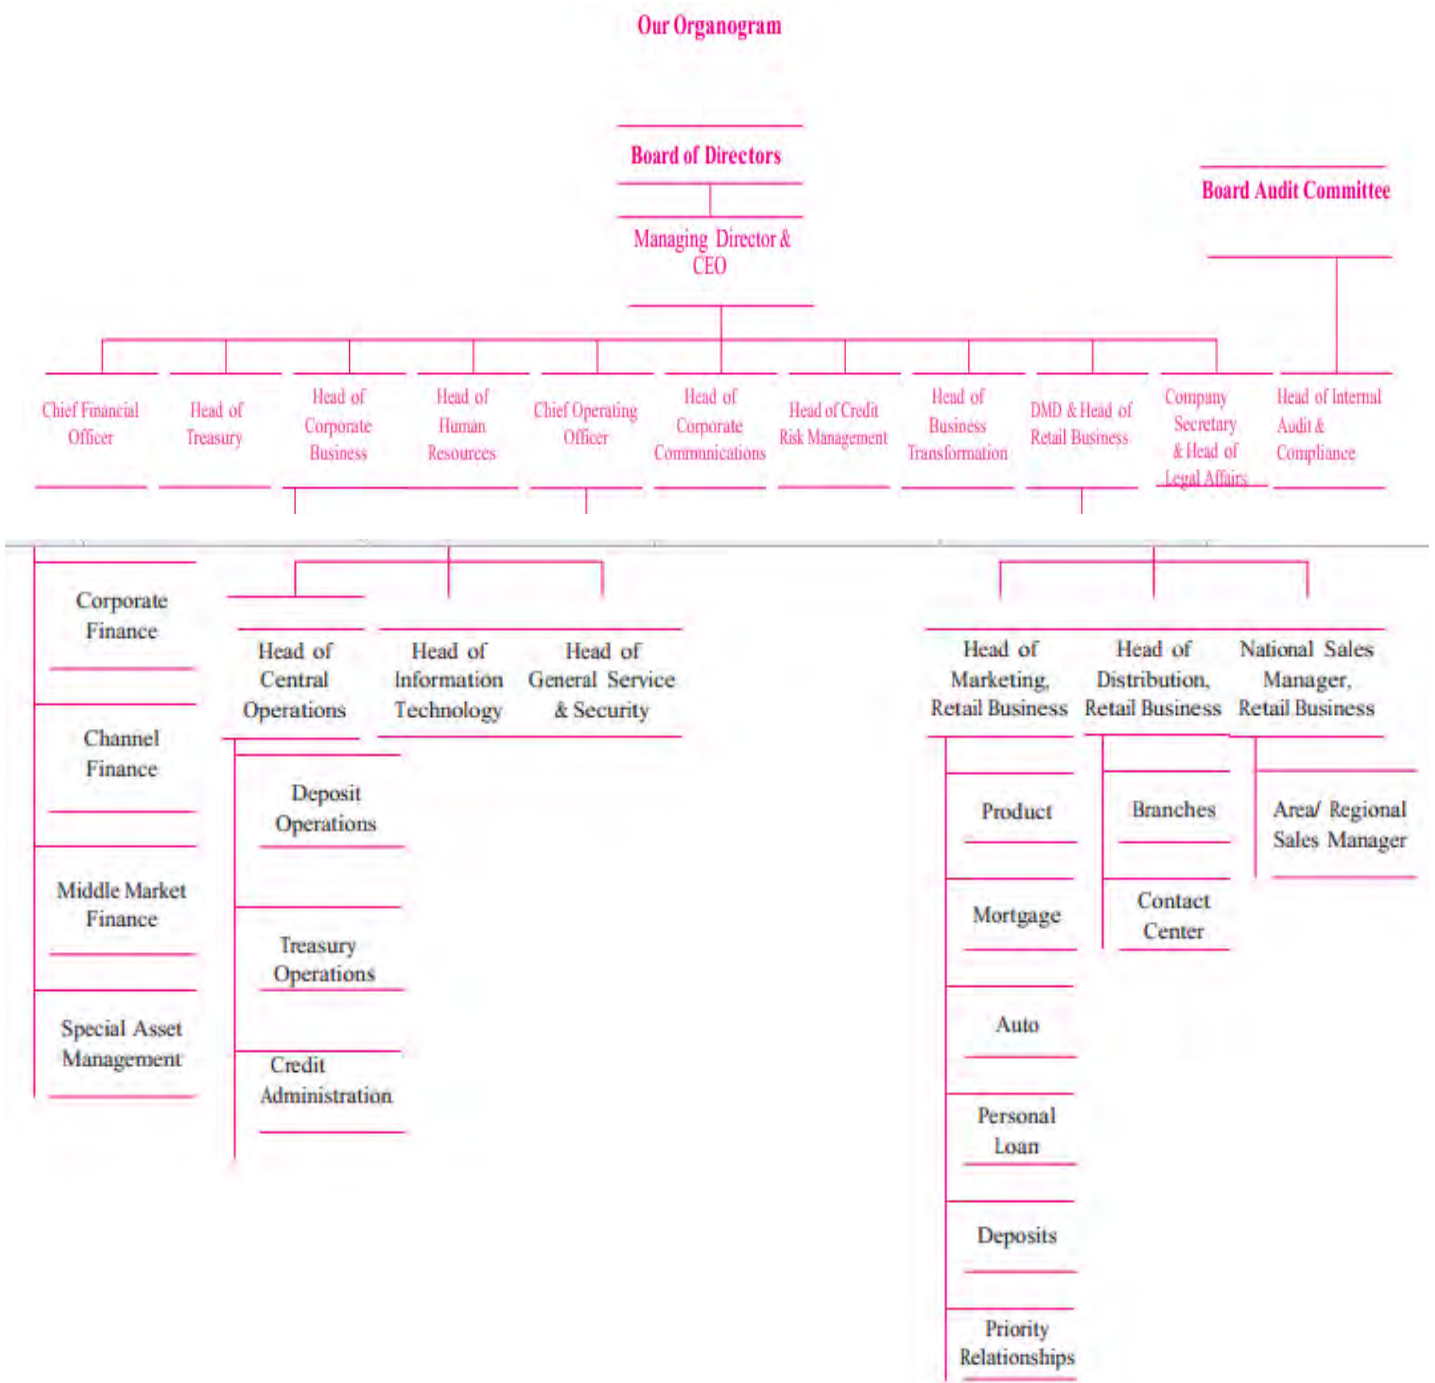 Our Organogram
Board of Directors
Board Audit Committee
Managing Director &
CEO
Chief Financial
Officer
Head of
Treasury
Head of
Corporate
Business
Head of
Human
Resources
Chief Operating
Officer
Head of
Corporate
Communications
Head of Credit
Risk Management
Head of
Business
Transformation
DMD & Head of
Retail Business
Company
Secretary
& Head of
Legal Affairs
Head of Internal
Audit &
Compliance
Corporate
Finance
Channel
Finance
Middle Market
Finance
Special Asset
Management
Head of
Central
Operations
Head of
Information
Technology
Head of
General Service
& Security
Deposit
Operations
Treasury
Operations
Credit
Administration
Head of
Marketing,
Retail Business
Head of
Distribution,
Retail Business
National Sales
Manager,
Retail Business
Product
Mortgage
Auto
Personal
Loan
Deposits
Priority
Relationships
Branches
Contact
Center
Area/ Regional
Sales Manager